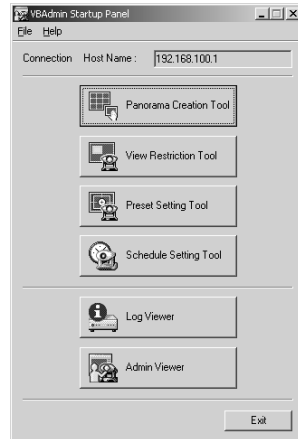 VBAdmin Startup Panel
File Help
Connection Host Name : 192.168.100.1
Panorama Creation Tool
View Restriction Tool
Preset Setting Tool
Schedule Setting Tool
Log Viewer
Admin Viewer
Exit